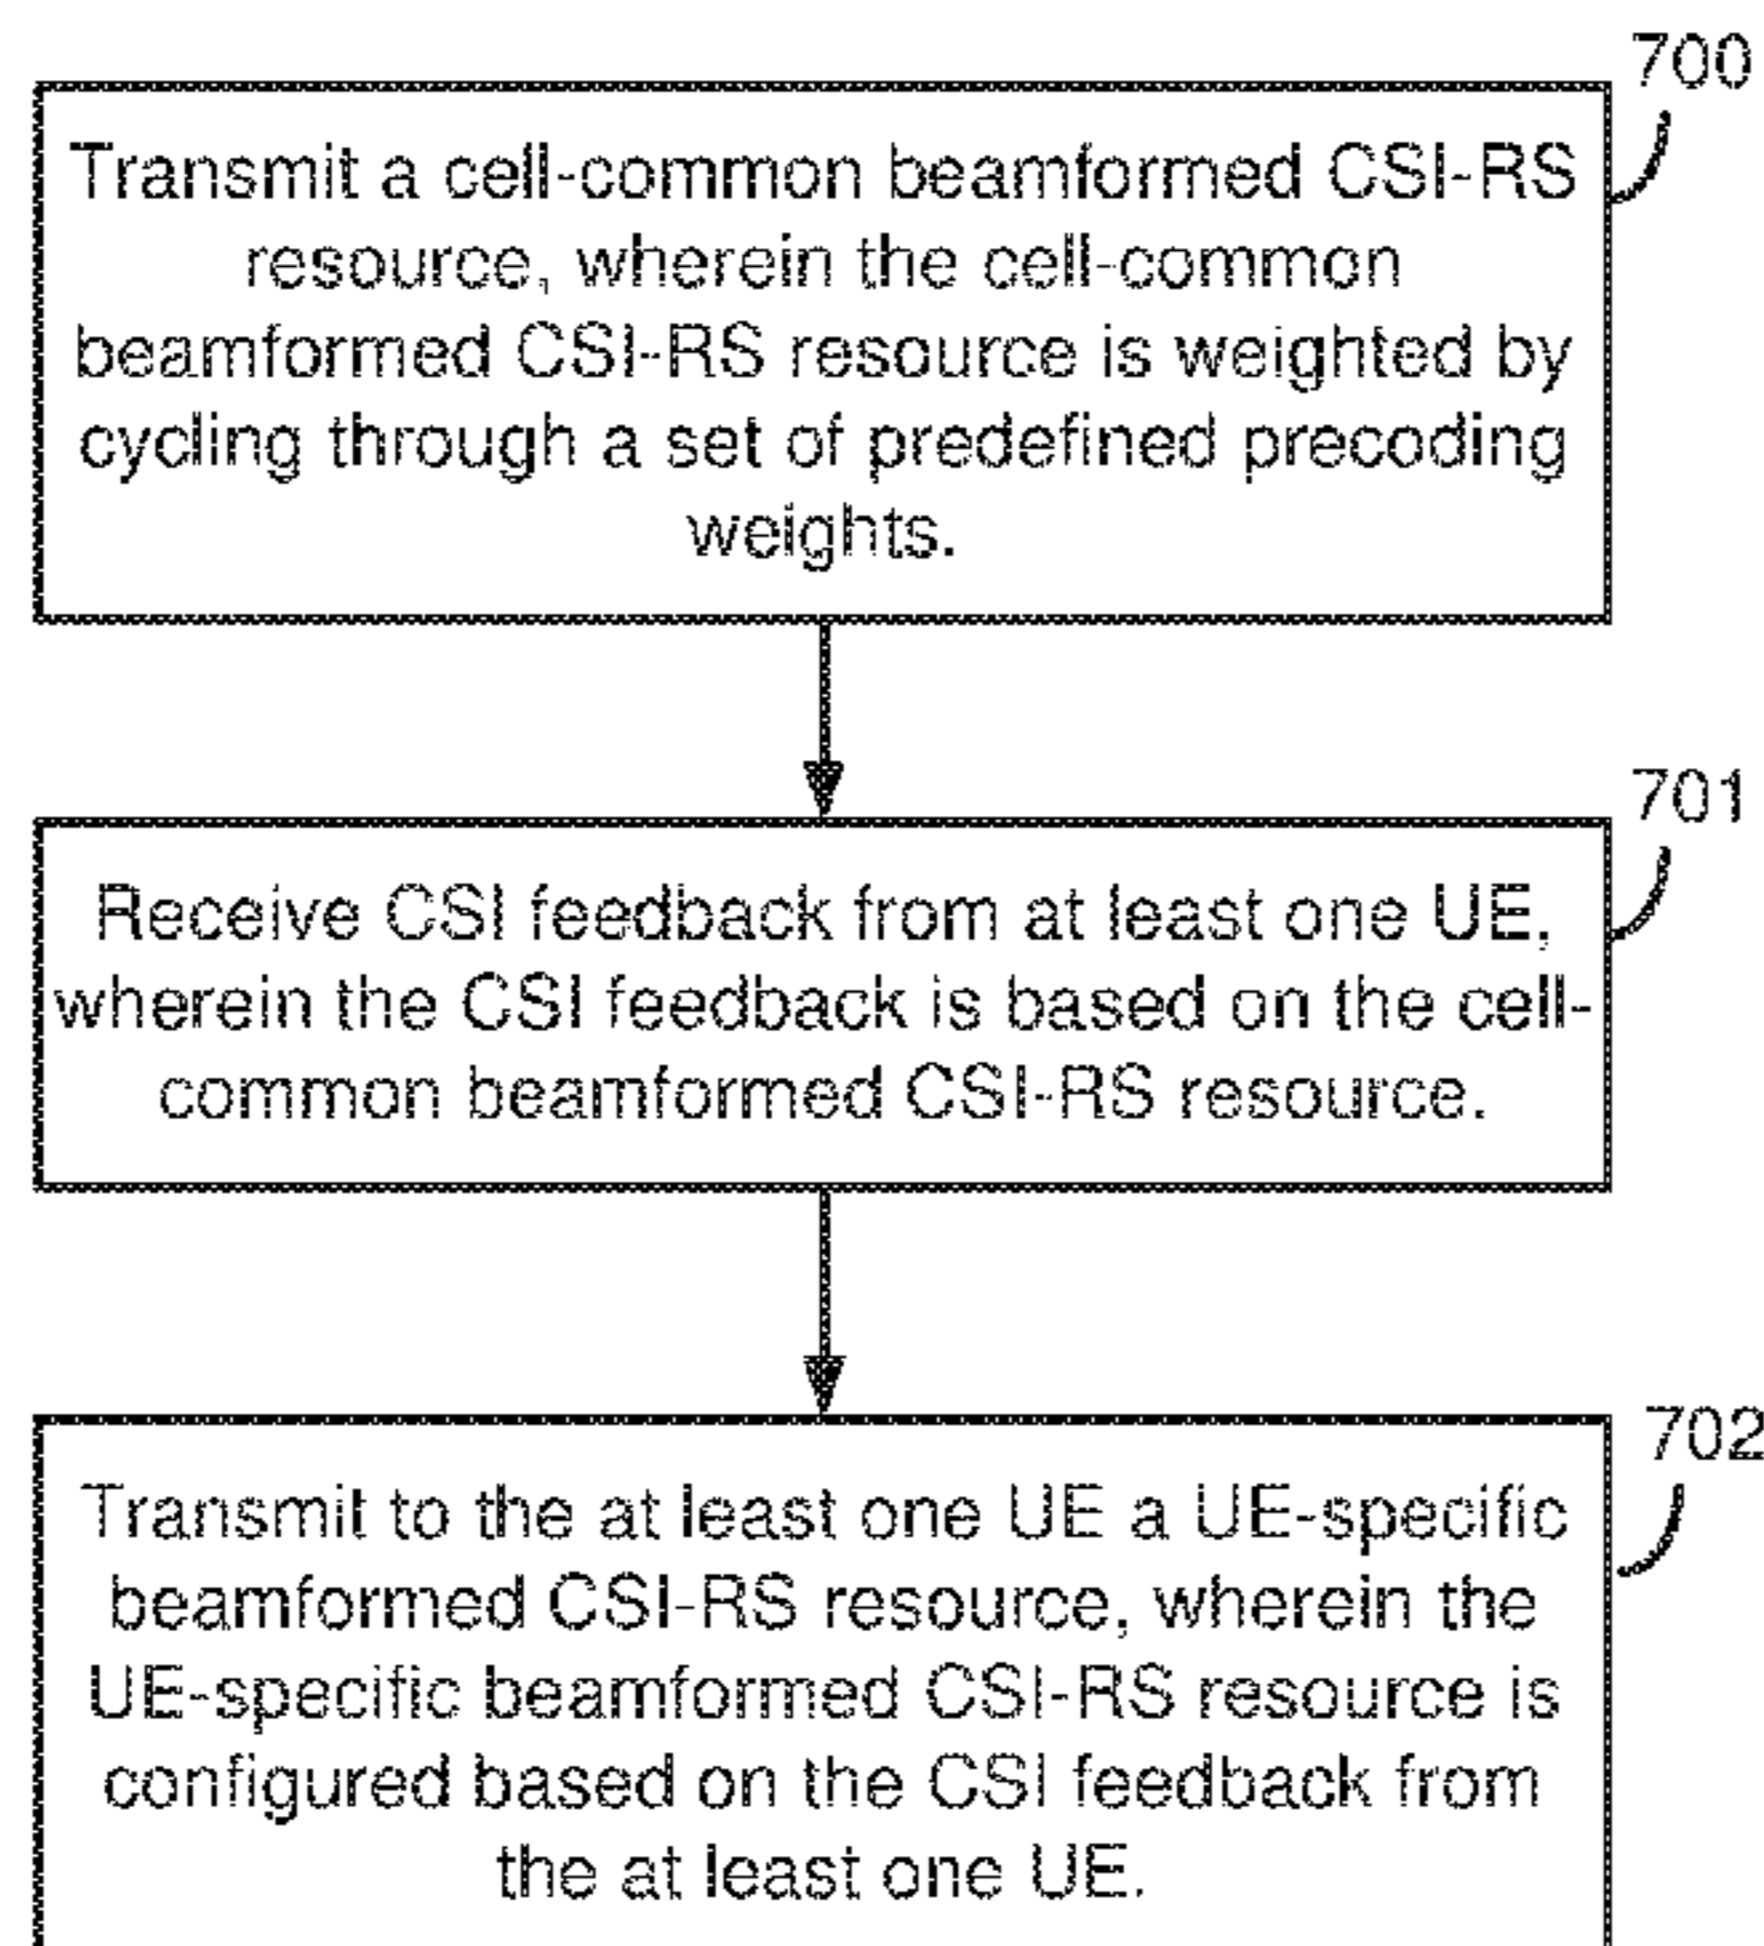 700
Transmit a cell-common beamformed CSI-RS
resource, wherein the cell-common
beamformed CSI-RS resource is weighted by
cycling through a set of predefined precoding
weights.
701
Receive CSI feedback from at least one UE,
wherein the CSI feedback is based on the cell-
common beamformed CSI-RS resource.
702
Transmit to the at least one UE a UE-specific
beamformed CSI-RS resource, wherein the
UE-specific beamformed CSI-RS resource is
configured based on the CSI feedback from
the at least one UE.